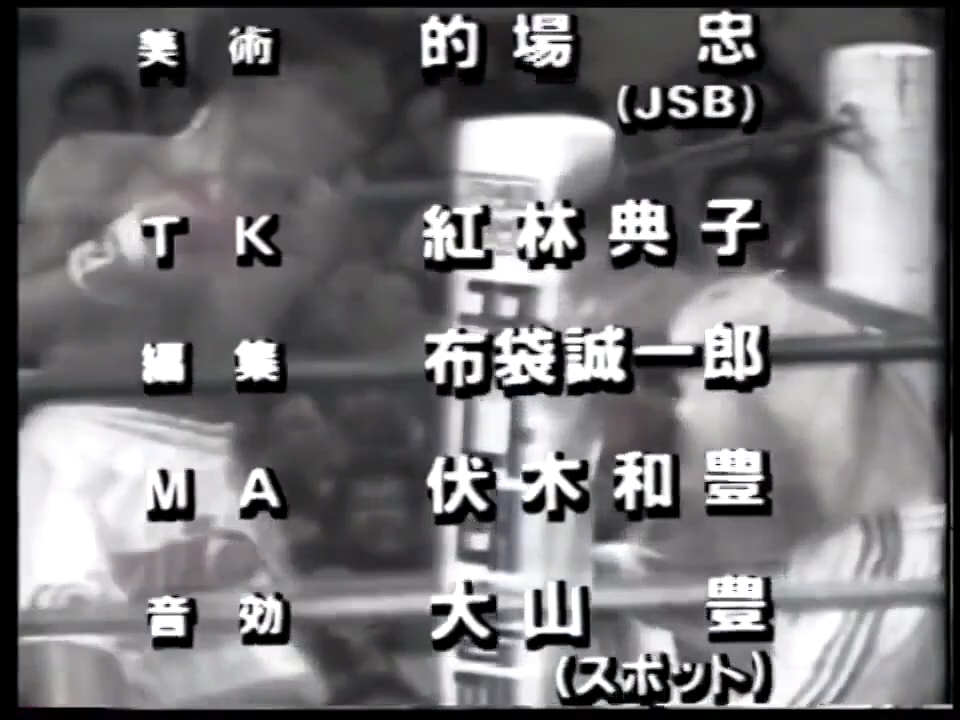 美術 的場 忠
(JSB)
TK 紅林典子
編集 布袋誠一郎
MA 伏木和豊
音効 大山 豊
(スポット)